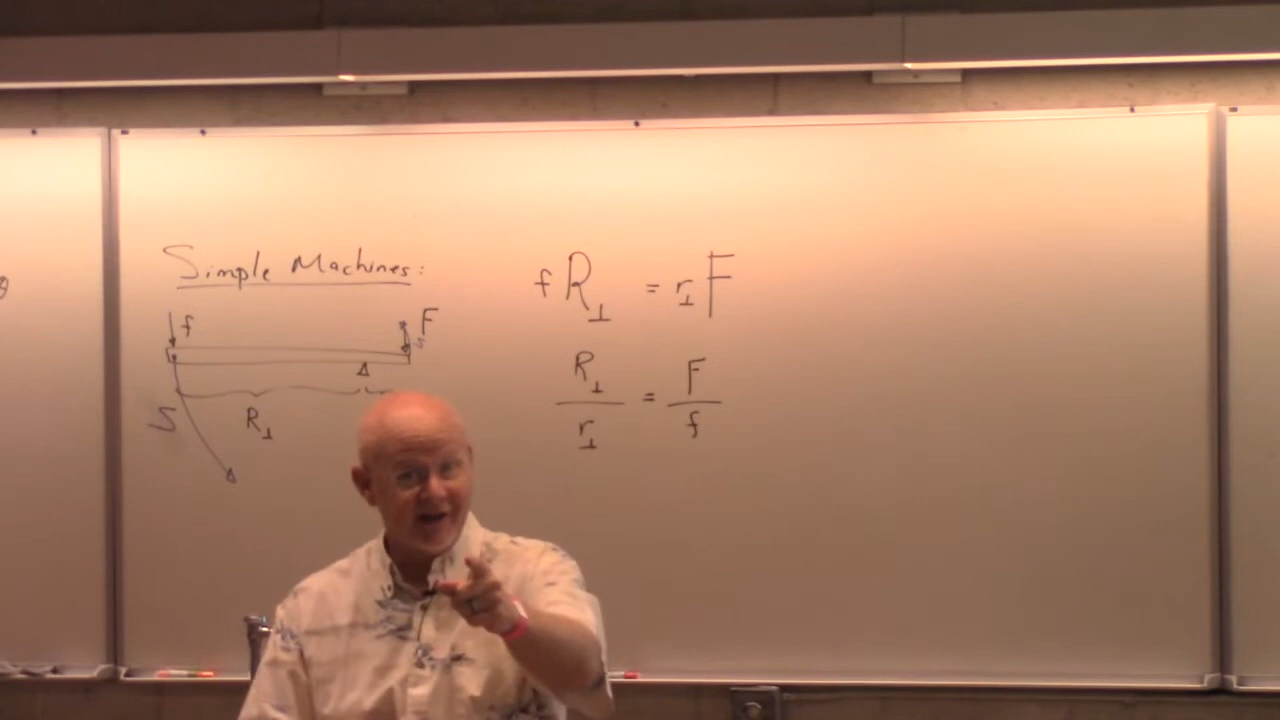 Simple Machines:
f R⊥ = r⊥ F
f F
s
R⊥ / r⊥ = F / f
S R⊥